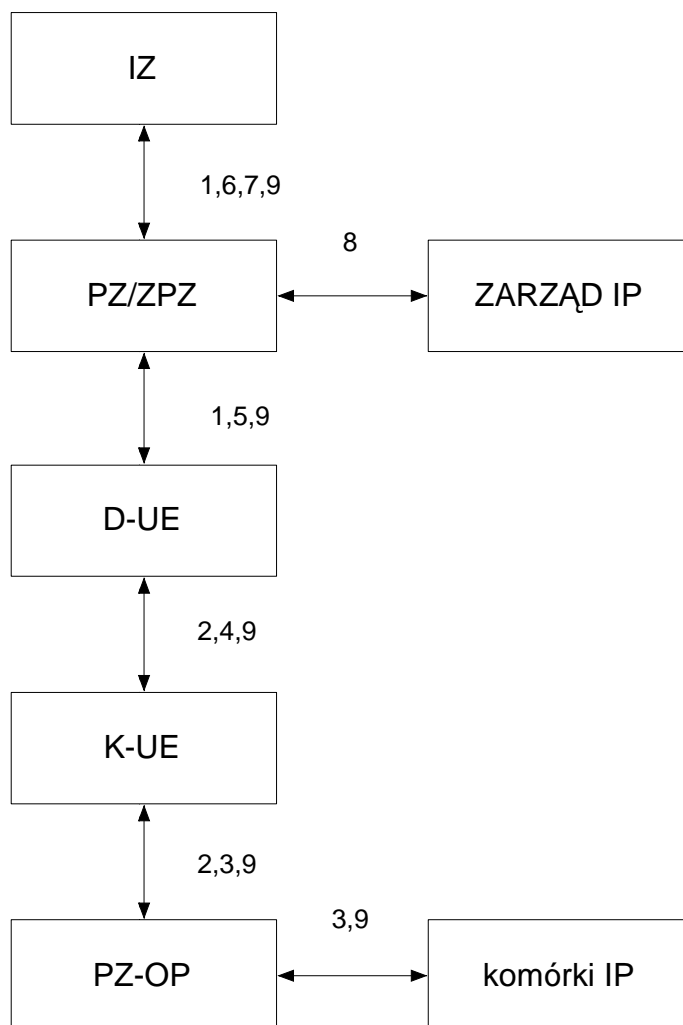 IZ
1,6,7,9
8
PZ/ZPZ
ZARZĄD IP
1,5,9
D-UE
2,4,9
K-UE
2,3,9
3,9
PZ-OP
komórki IP